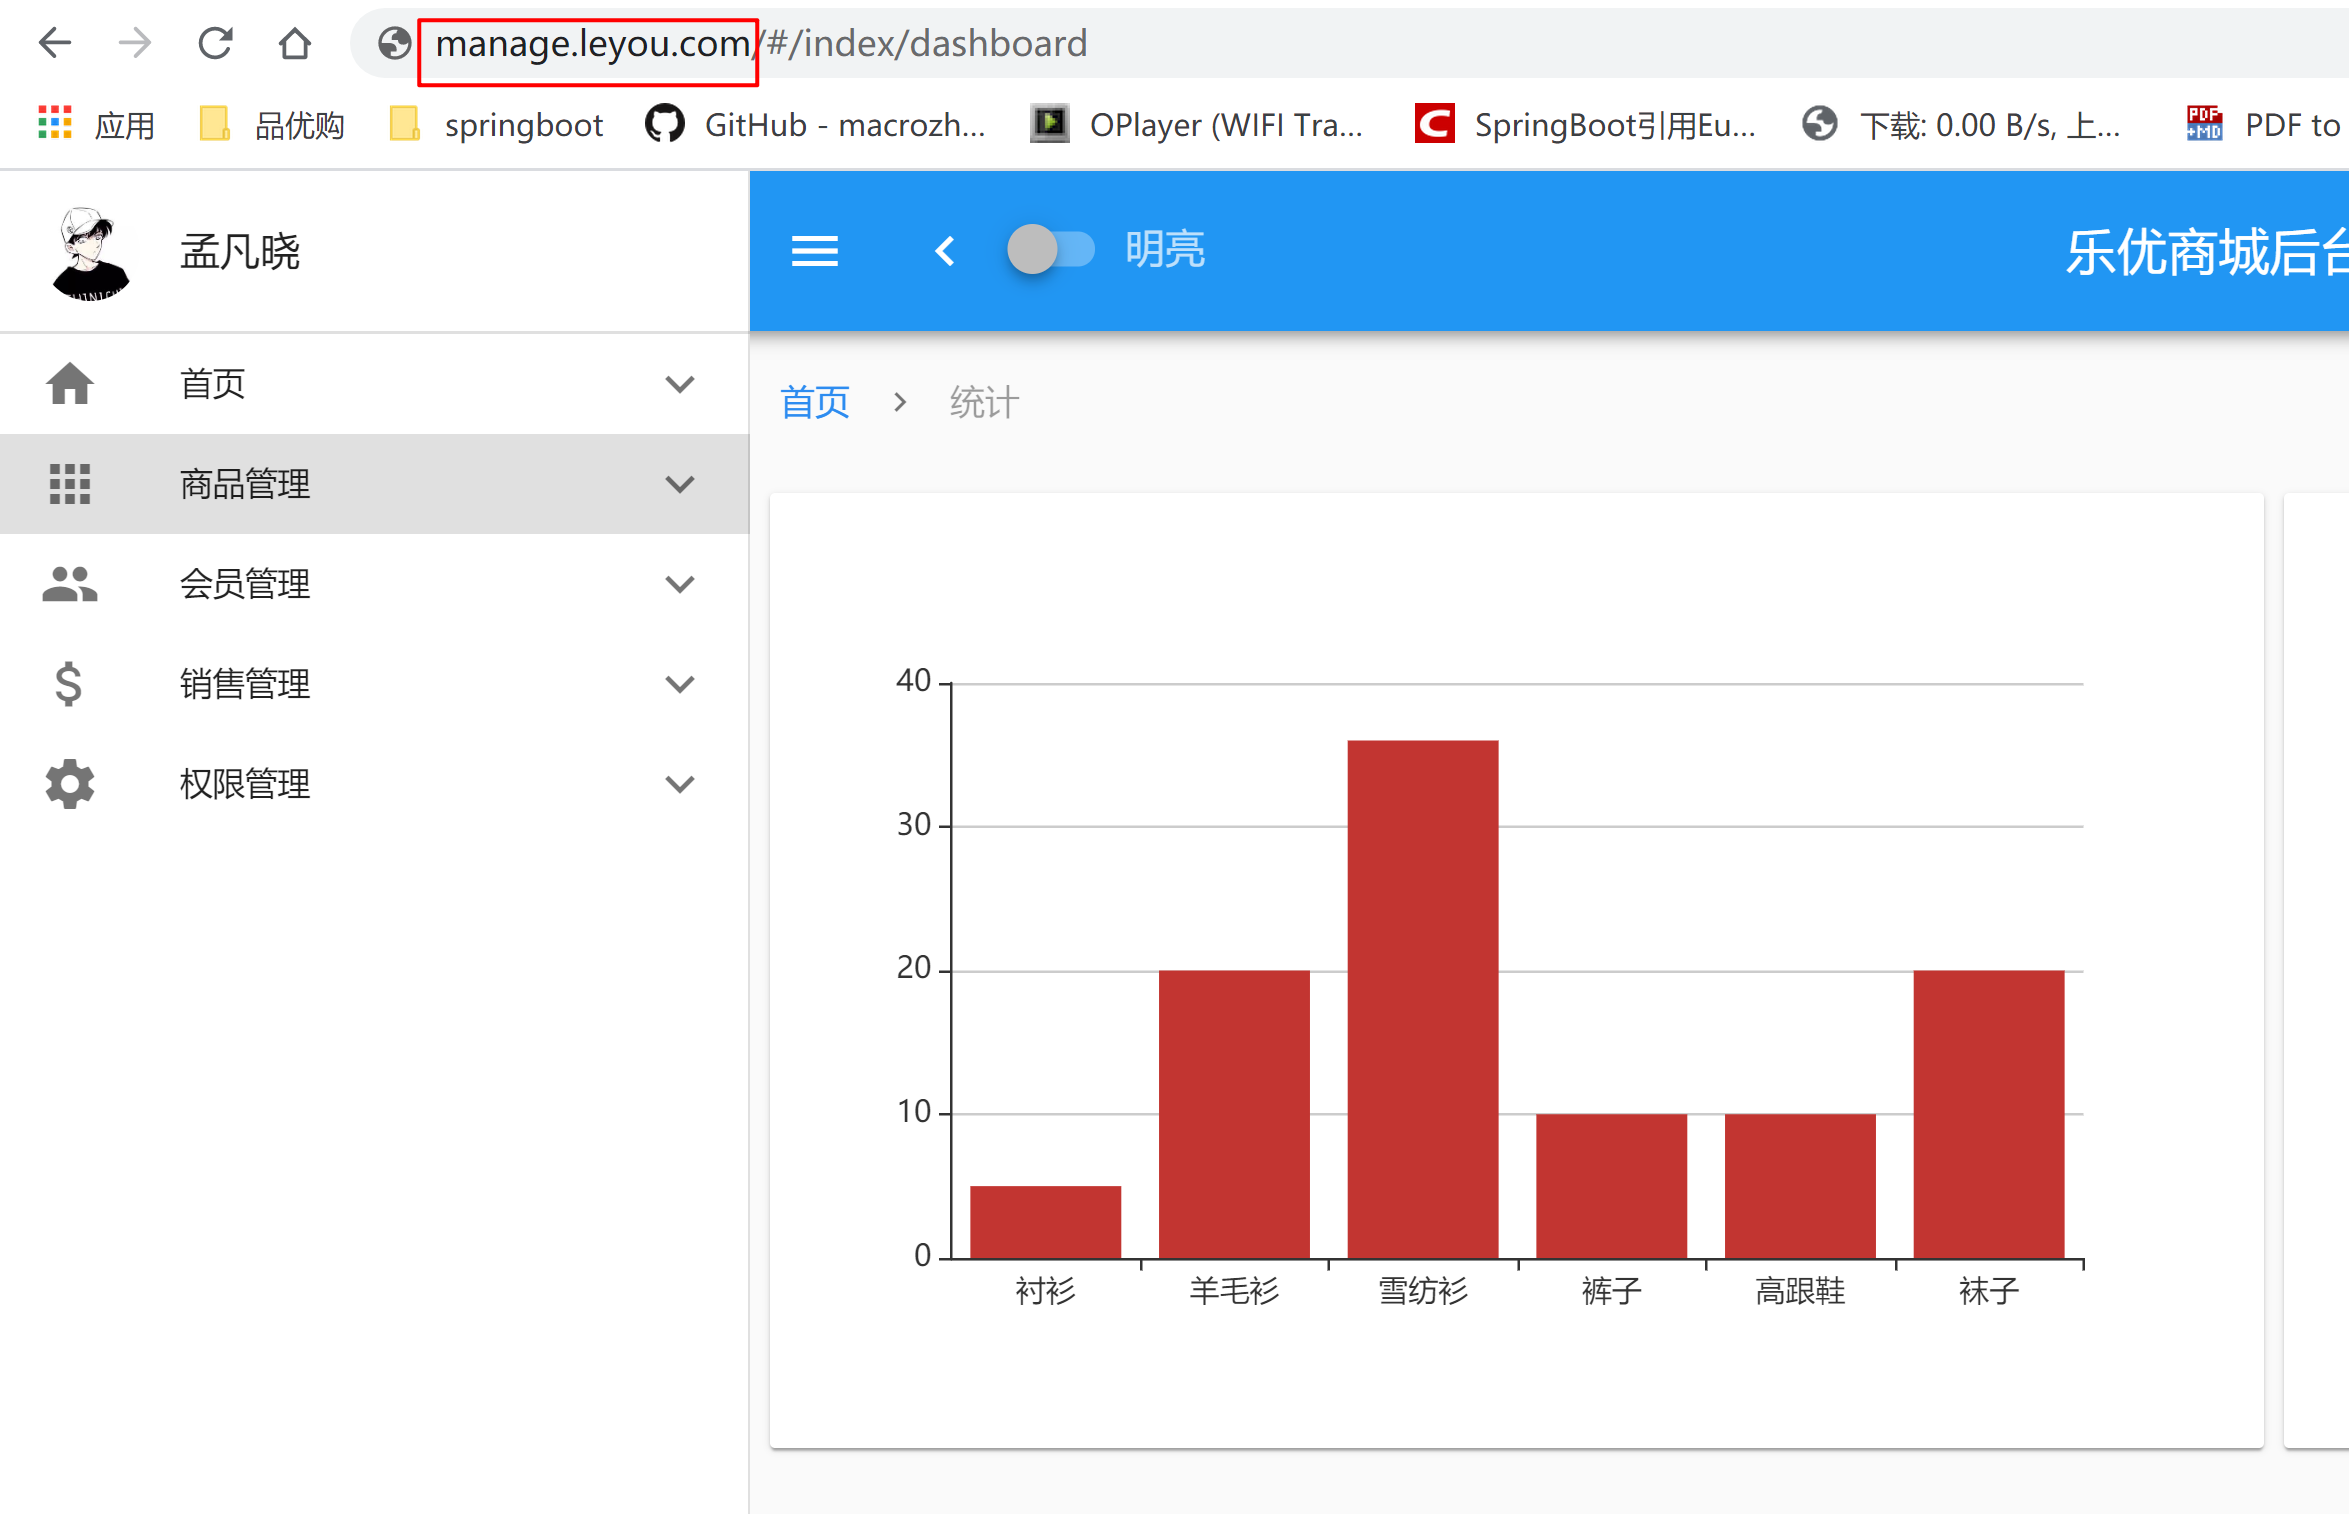 manage.leyou.com/#/index/dashboard
应用 品优购 springboot GitHub - macrozh... OPlayer (WIFI Tra... SpringBoot引用Eu... 下载: 0.00 B/s, 上... PDF to
孟凡晓
明亮
乐优商城后台
首页
商品管理
会员管理
销售管理
权限管理
首页 > 统计
40
30
20
10
0
衬衫 羊毛衫 雪纺衫 裤子 高跟鞋 袜子